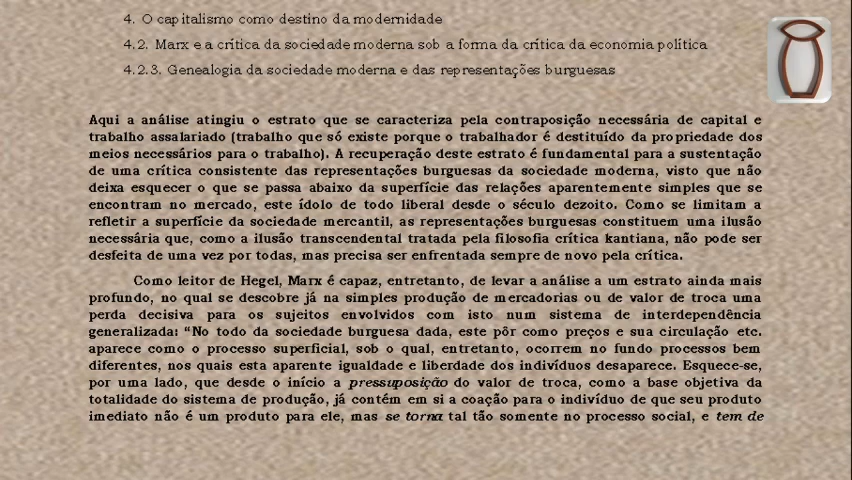 4. O capitalismo como destino da modernidade
4.2. Marx e a crítica da sociedade moderna sob a forma da crítica da economia política
4.2.3. Genealogia da sociedade moderna e das representações burguesas
Aqui a análise atingiu o estrato que se caracteriza pela contraposição necessária de capital e
trabalho assalariado (trabalho que só existe porque o trabalhador é destituído da propriedade dos
meios necessários para o trabalho). A recuperação deste estrato é fundamental para a sustentação
de uma crítica consistente das representações burguesas da sociedade moderna, visto que não
deixa esquecer o que se passa abaixo da superfície das relações aparentemente simples que se
encontram no mercado, este ídolo de todo liberal desde o século dezoito. Como se limitam a
refletir a superfície da sociedade mercantil, as representações burguesas constituem uma ilusão
necessária que, como a ilusão transcendental tratada pela filosofia crítica kantiana, não pode ser
desfeita de uma vez por todas, mas precisa ser enfrentada sempre de novo pela crítica.
Como leitor de Hegel, Marx é capaz, entretanto, de levar a análise a um estrato ainda mais
profundo, no qual se descobre já na simples produção de mercadorias ou de valor de troca uma
perda decisiva para os sujeitos envolvidos com isto num sistema de interdependência
generalizada: “No todo da sociedade burguesa dada, este pôr como preços e sua circulação etc.
aparece como o processo superficial, sob o qual, entretanto, ocorrem no fundo processos bem
diferentes, nos quais esta aparente igualdade e liberdade dos indivíduos desaparece. Esquece-se,
por um lado, que desde o início a pressuposição do valor de troca, como a base objetiva da
totalidade do sistema de produção, já contém em si a coação para o indivíduo de que seu produto
imediato não é um produto para ele, mas se torna tal tão somente no processo social, e tem de